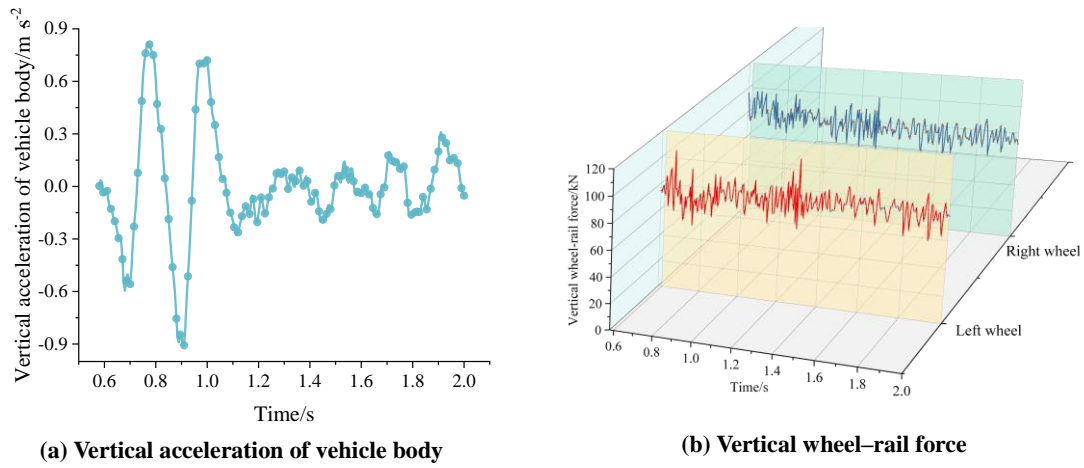 Vertical acceleration of vehicle body/m s-2
0.9
0.6
0.3
0.0
-0.3
-0.6
-0.9
0.6 0.8 1.0 1.2 1.4 1.6 1.8 2.0
Time/s
(a) Vertical acceleration of vehicle body
Vertical wheel-rail force/kN
120
100
80
60
40
20
0
0.6 0.8 1.0 1.2 1.4 1.6 1.8 2.0
Time/s
Left wheel
Right wheel
(b) Vertical wheel–rail force